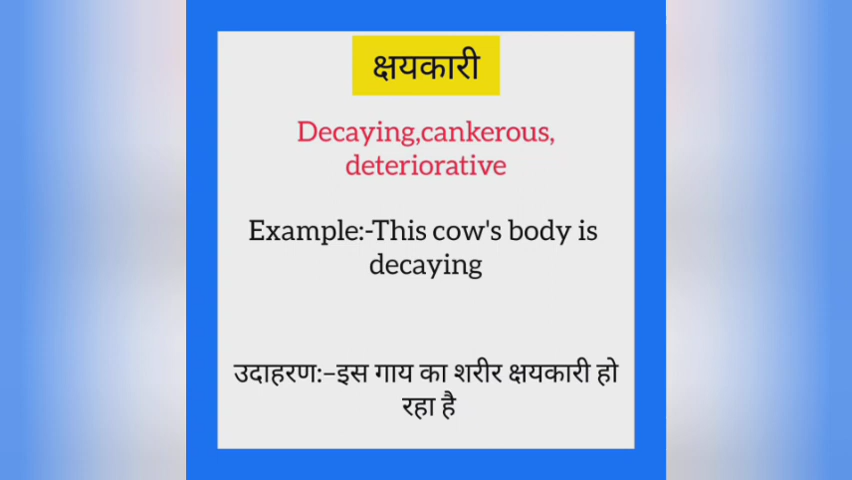 क्षयकारी
Decaying,cankerous,
deteriorative
Example:-This cow's body is
decaying
उदाहरण:–इस गाय का शरीर क्षयकारी हो
रहा है